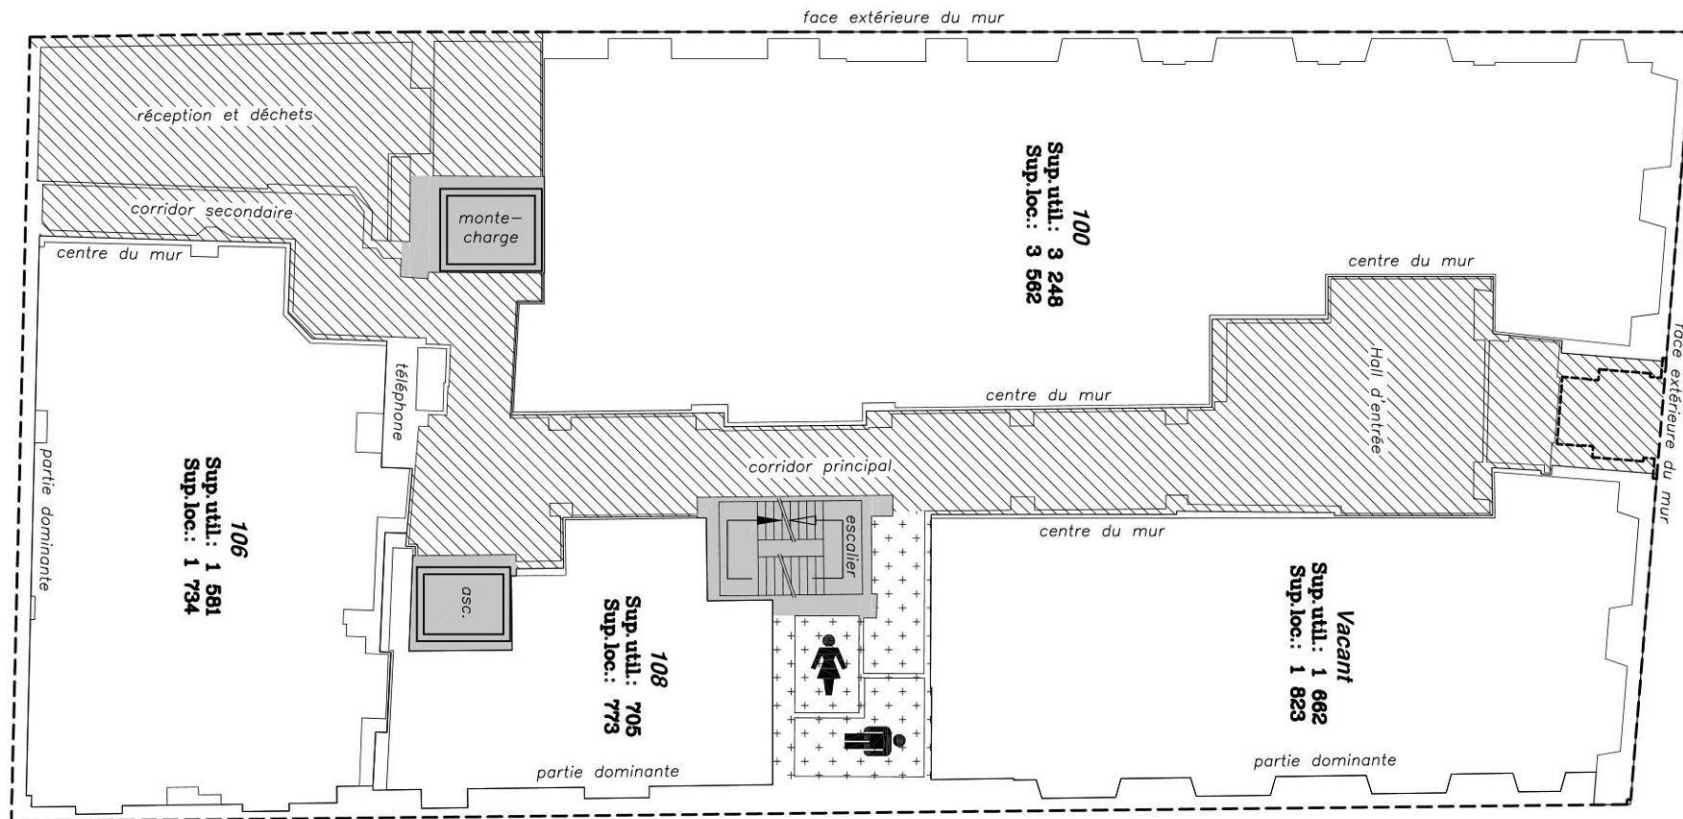 face extérieure du mur
réception et déchets
corridor secondaire
centre du mur
monte-
charge
100
Sup.util.: 3 248
Sup.loc.: 3 562
centre du mur
centre du mur
Hall d'entrée
face extérieure du mur
téléphone
corridor principal
centre du mur
partie dominante
106
Sup.util.: 1 581
Sup.loc.: 1 734
asc.
escalier
108
Sup.util.: 705
Sup.loc.: 773
partie dominante
Vacant
Sup.util.: 1 662
Sup.loc.: 1 823
partie dominante